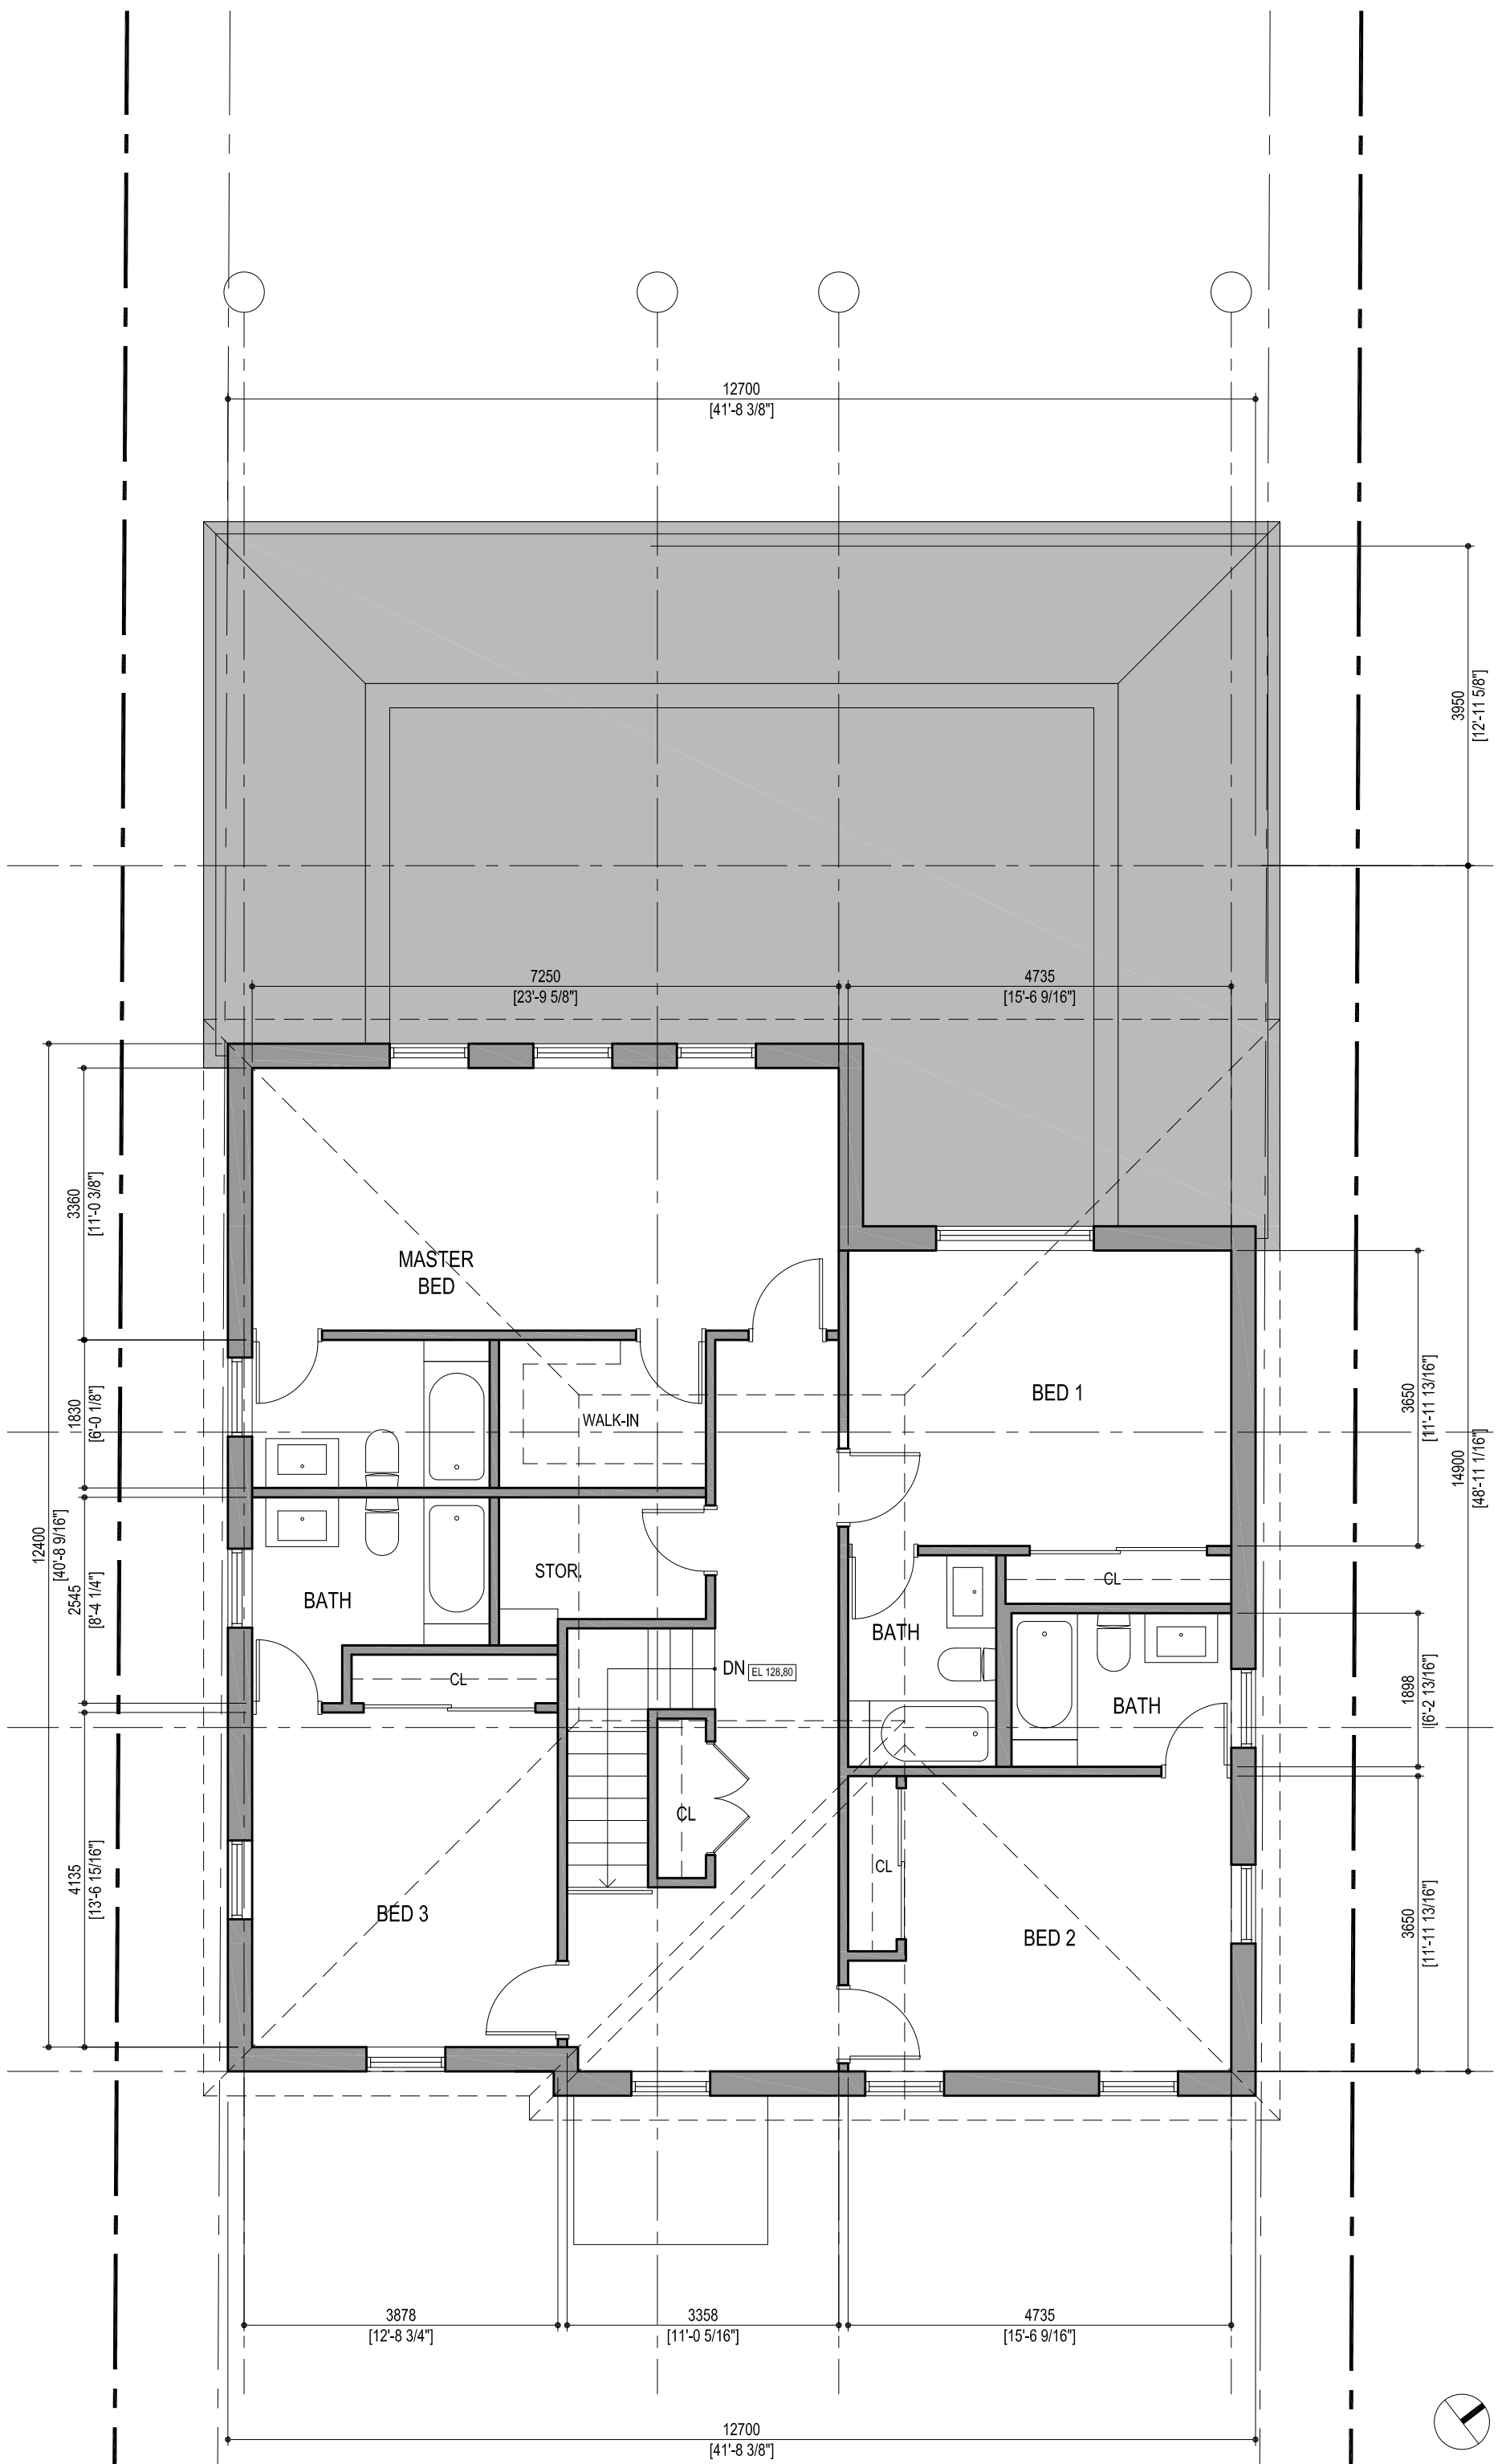 12700
[41'-8 3/8"]
3950
[12'-11 5/8"]
7250
[23'-9 5/8"]
4735
[15'-6 9/16"]
3360
[11'-0 3/8"]
MASTER
BED
1830
[6'-0 1/8"]
WALK-IN
BED 1
3650
[11'-11 13/16"]
14900
[48'-11 1/16"]
12400
[40'-8 9/16"]
2545
[8'-4 1/4"]
BATH
STOR.
CL
BATH
CL
DN
EL 128,80
BATH
1898
[6'-2 13/16"]
CL
CL
4135
[13'-6 15/16"]
BED 3
BED 2
3650
[11'-11 13/16"]
3878
[12'-8 3/4"]
3358
[11'-0 5/16"]
4735
[15'-6 9/16"]
12700
[41'-8 3/8"]